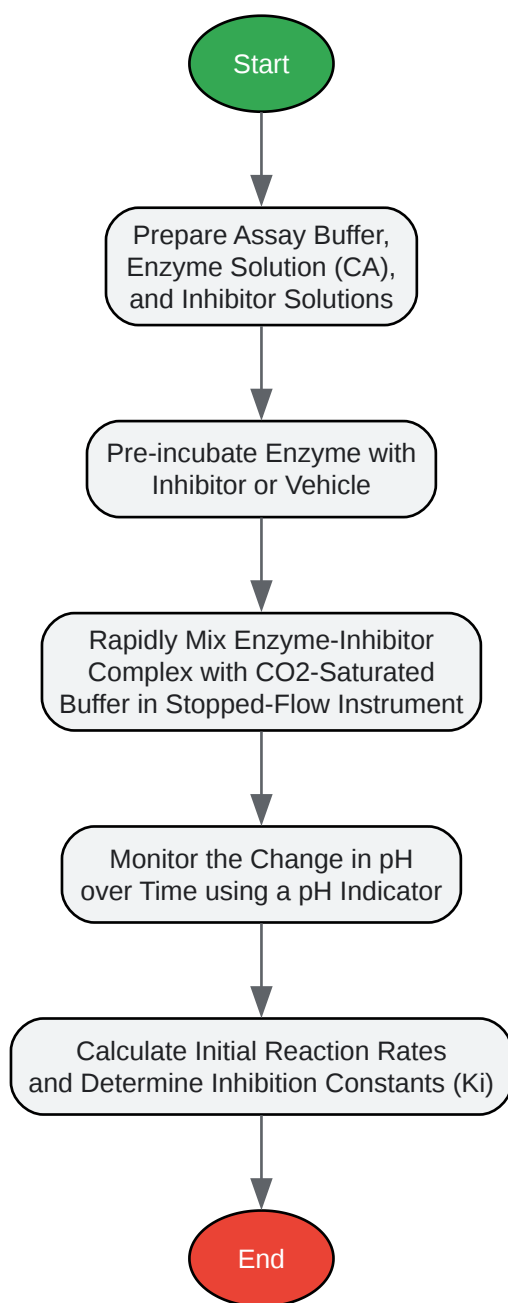 Start
Prepare Assay Buffer,
Enzyme Solution (CA),
and Inhibitor Solutions
Pre-incubate Enzyme with
Inhibitor or Vehicle
Rapidly Mix Enzyme-Inhibitor
Complex with CO2-Saturated
Buffer in Stopped-Flow Instrument
Monitor the Change in pH
over Time using a pH Indicator
Calculate Initial Reaction Rates
and Determine Inhibition Constants (Ki)
End